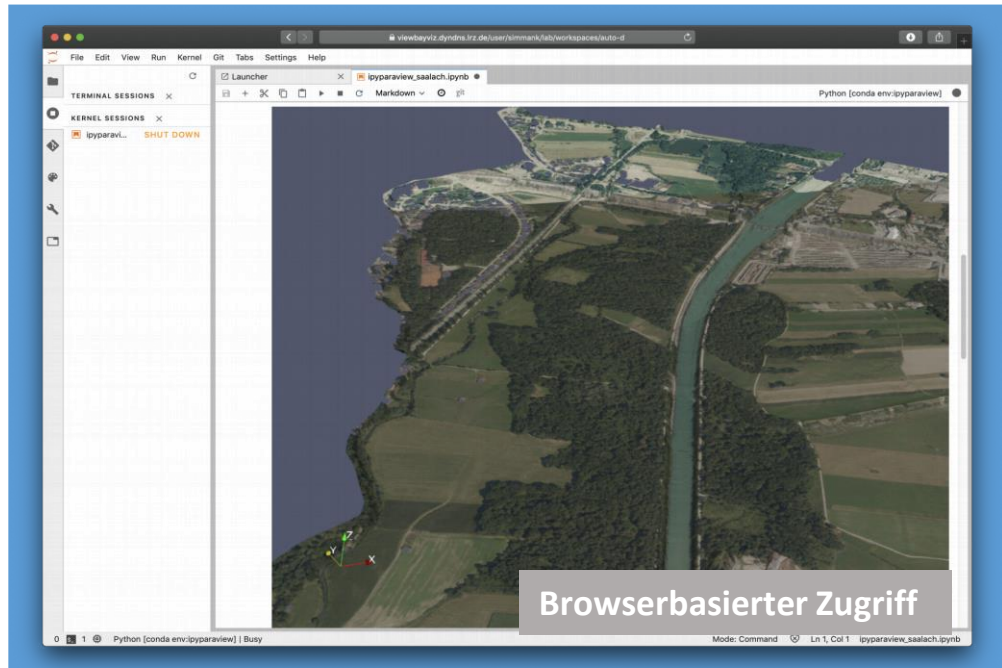 viewbayviz.dyndns.lrz.de/user/simmank/lab/workspaces/auto-d
File Edit View Run Kernel Git Tabs Settings Help
Launcher
ipyparaview_saalach.ipynb
Markdown
Python [conda env:ipyparaview]
TERMINAL SESSIONS
KERNEL SESSIONS
ipyparavi... SHUT DOWN
Z
Y
X
Browserbasierter Zugriff
0 1 Python [conda env:ipyparaview] | Busy
Mode: Command Ln 1, Col 1 ipyparaview_saalach.ipynb